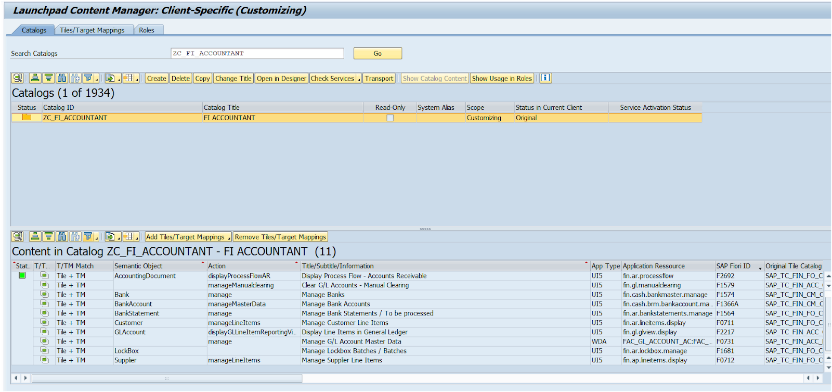 Launchpad Content Manager: Client-Specific (Customizing)
Catalogs Tiles/Target Mappings Roles
Search Catalogs ZC_FI_ACCOUNTANT Go
Create Delete Copy Change Title Open in Designer Check Services Transport Show Catalog Content Show Usage in Roles
Catalogs (1 of 1934)
Status Catalog ID Catalog Title Read-Only System Alias Scope Status in Current Client Service Activation Status
ZC_FI_ACCOUNTANT FI ACCOUNTANT Customizing Original
Add Tiles/Target Mappings Remove Tiles/Target Mappings
Content in Catalog ZC_FI_ACCOUNTANT - FI ACCOUNTANT (11)
Stat.. T/T.. T/TM Match Semantic Object Action Title/Subtitle/Information App Type Application Ressource SAP Fiori ID Original Tile Catalog
Tile + TM AccountingDocument displayProcessFlowAR Display Process Flow - Accounts Receivable UI5 fin.ar.processflow F2692 SAP_TC_FIN_FO_C
Tile + TM manageManualclearing Clear G/L Accounts - Manual Clearing UI5 fin.gl.manualclearing F1579 SAP_TC_FIN_ACC_
Tile + TM Bank manage Manage Banks UI5 fin.cash.bankmaster.manage F1574 SAP_TC_FIN_CM_C
Tile + TM BankAccount manageMasterData Manage Bank Accounts UI5 fin.cash.brm.bankaccount.ma... F1366A SAP_TC_FIN_CM_C
Tile + TM BankStatement manage Manage Bank Statements / To be processed UI5 fin.ar.bankstatements.manage F1564 SAP_TC_FIN_FO_C
Tile + TM Customer manageLineItems Manage Customer Line Items UI5 fin.ar.lineitems.display F0711 SAP_TC_FIN_FO_C
Tile + TM GLAccount displayGLLineItemReportingVi... Display Line Items in General Ledger UI5 fin.gl.glview.display F2217 SAP_TC_FIN_ACC_
Tile + TM manage Manage G/L Account Master Data WDA FAC_GL_ACCOUNT_AC:FAC_... F0731 SAP_TC_FIN_ACC_
Tile + TM LockBox manage Manage Lockbox Batches / Batches UI5 fin.ar.lockbox.manage F1681 SAP_TC_FIN_FO_C
Tile + TM Supplier manageLineItems Manage Supplier Line Items UI5 fin.ap.lineitems.display F0712 SAP_TC_FIN_FO_C